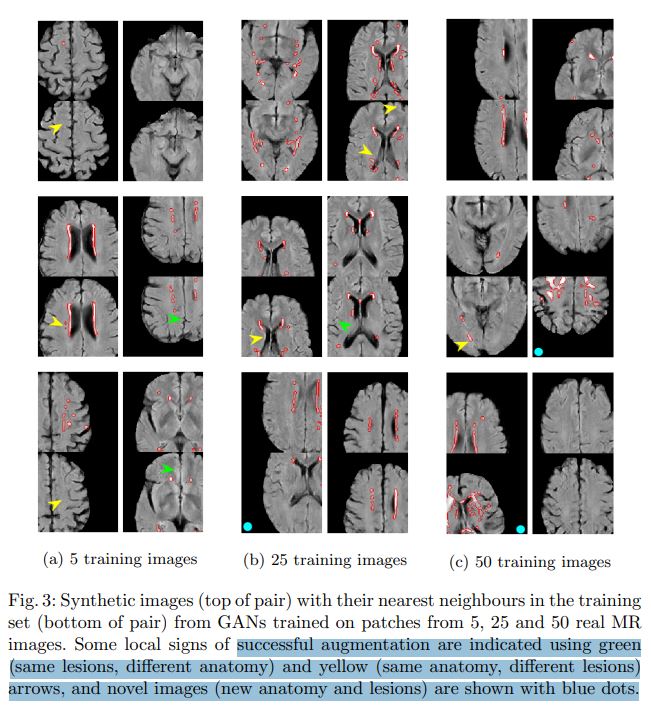 (a) 5 training images
(b) 25 training images
(c) 50 training images
Fig. 3: Synthetic images (top of pair) with their nearest neighbours in the training
set (bottom of pair) from GANs trained on patches from 5, 25 and 50 real MR
images. Some local signs of successful augmentation are indicated using green
(same lesions, different anatomy) and yellow (same anatomy, different lesions)
arrows, and novel images (new anatomy and lesions) are shown with blue dots.